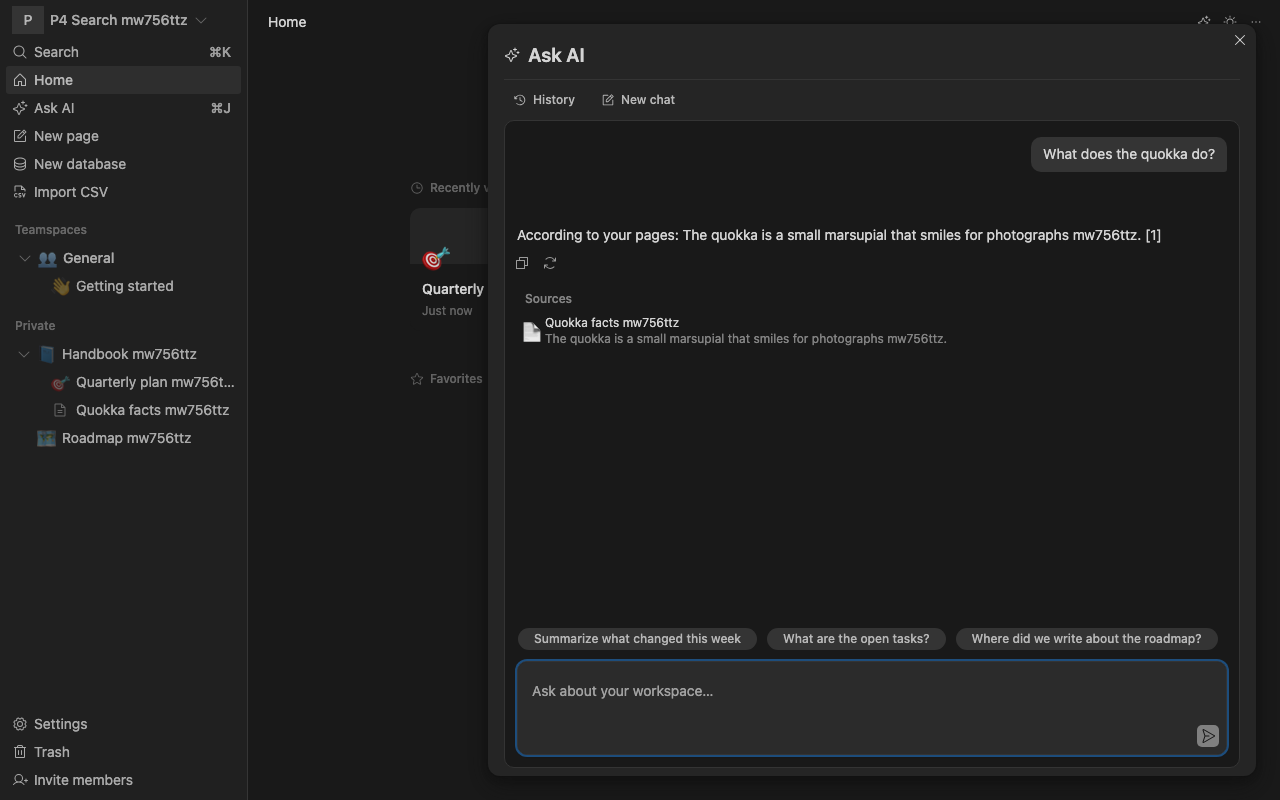 P P4 Search mw756ttz
Search ⌘K
Home
Ask AI ⌘J
New page
New database
Import CSV
Teamspaces
General
Getting started
Private
Handbook mw756ttz
Quarterly plan mw756t...
Quokka facts mw756ttz
Roadmap mw756ttz
Settings
Trash
Invite members
Home
Recently
Quarterly
Just now
Favorites
Ask AI
History
New chat
What does the quokka do?
According to your pages: The quokka is a small marsupial that smiles for photographs mw756ttz. [1]
Sources
Quokka facts mw756ttz
The quokka is a small marsupial that smiles for photographs mw756ttz.
Summarize what changed this week
What are the open tasks?
Where did we write about the roadmap?
Ask about your workspace...